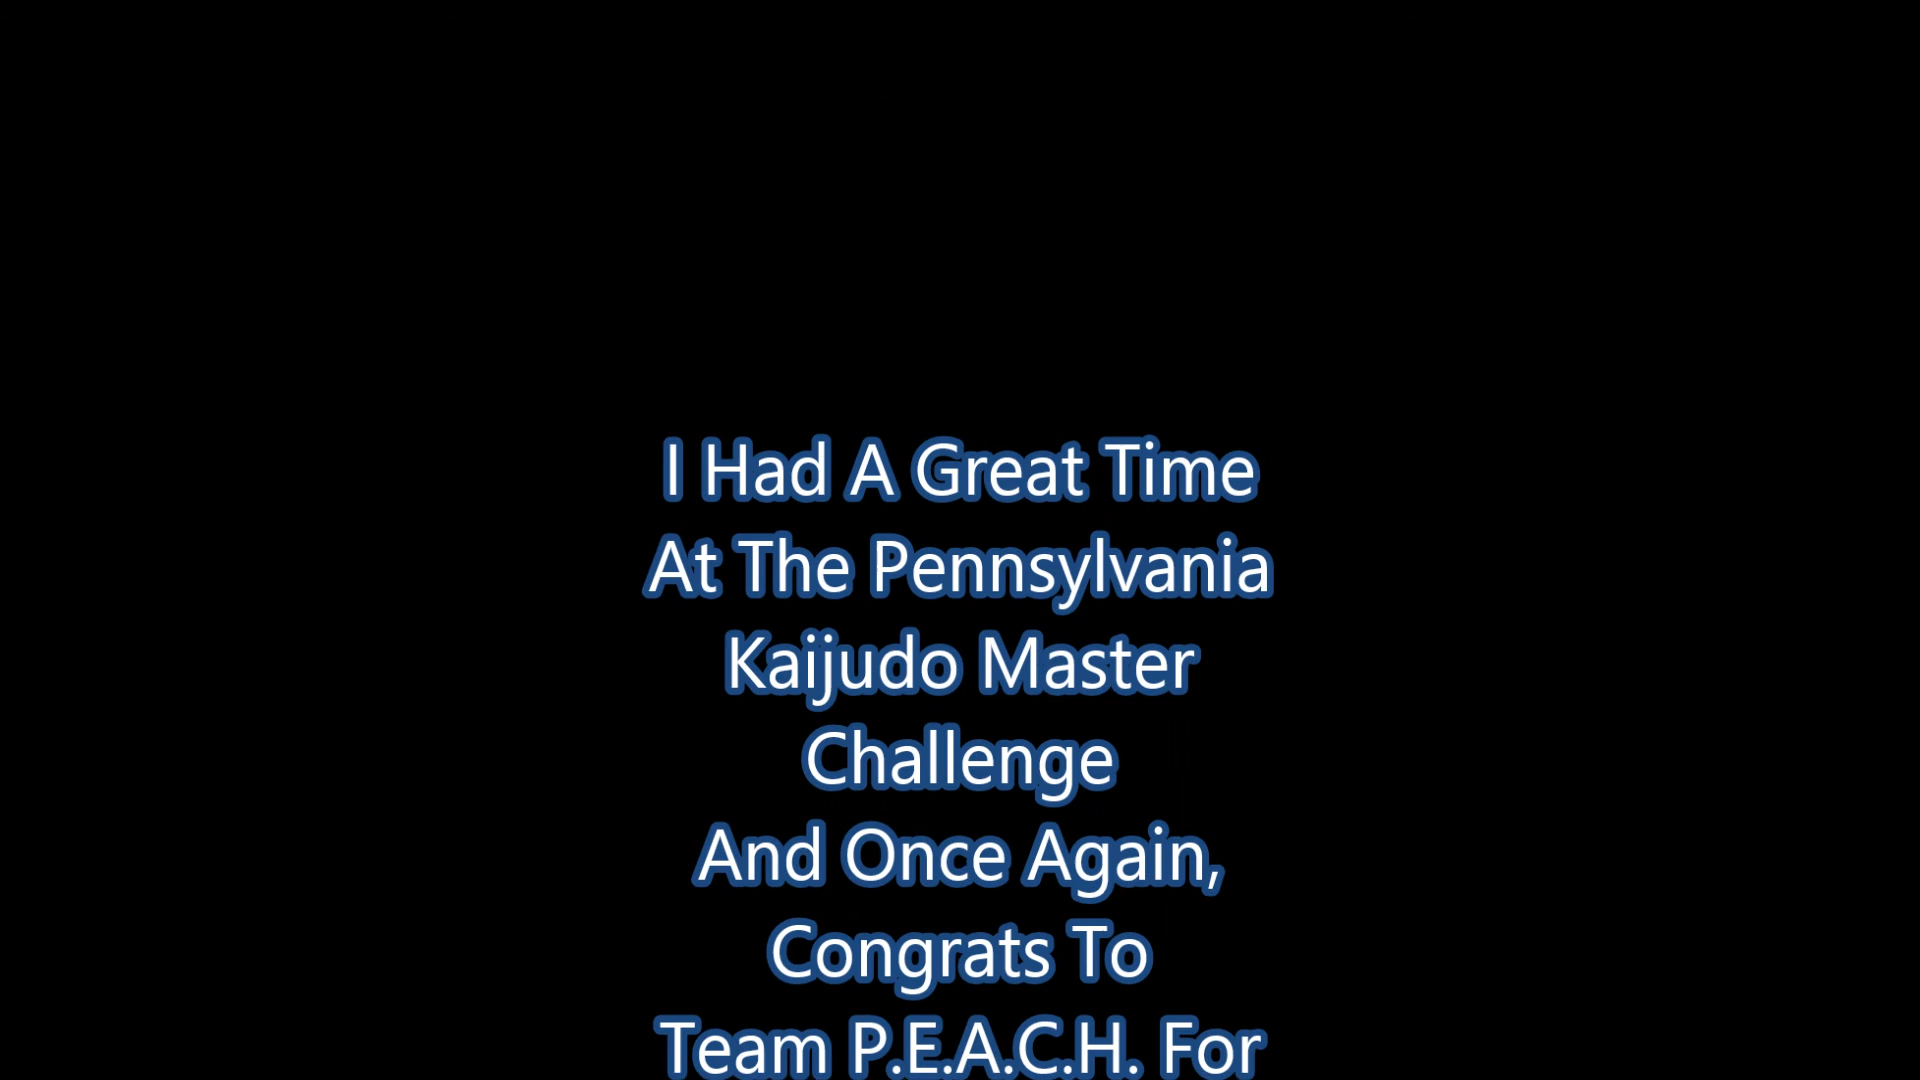 I Had A Great Time
At The Pennsylvania
Kaijudo Master
Challenge
And Once Again,
Congrats To
Team P.E.A.C.H. For